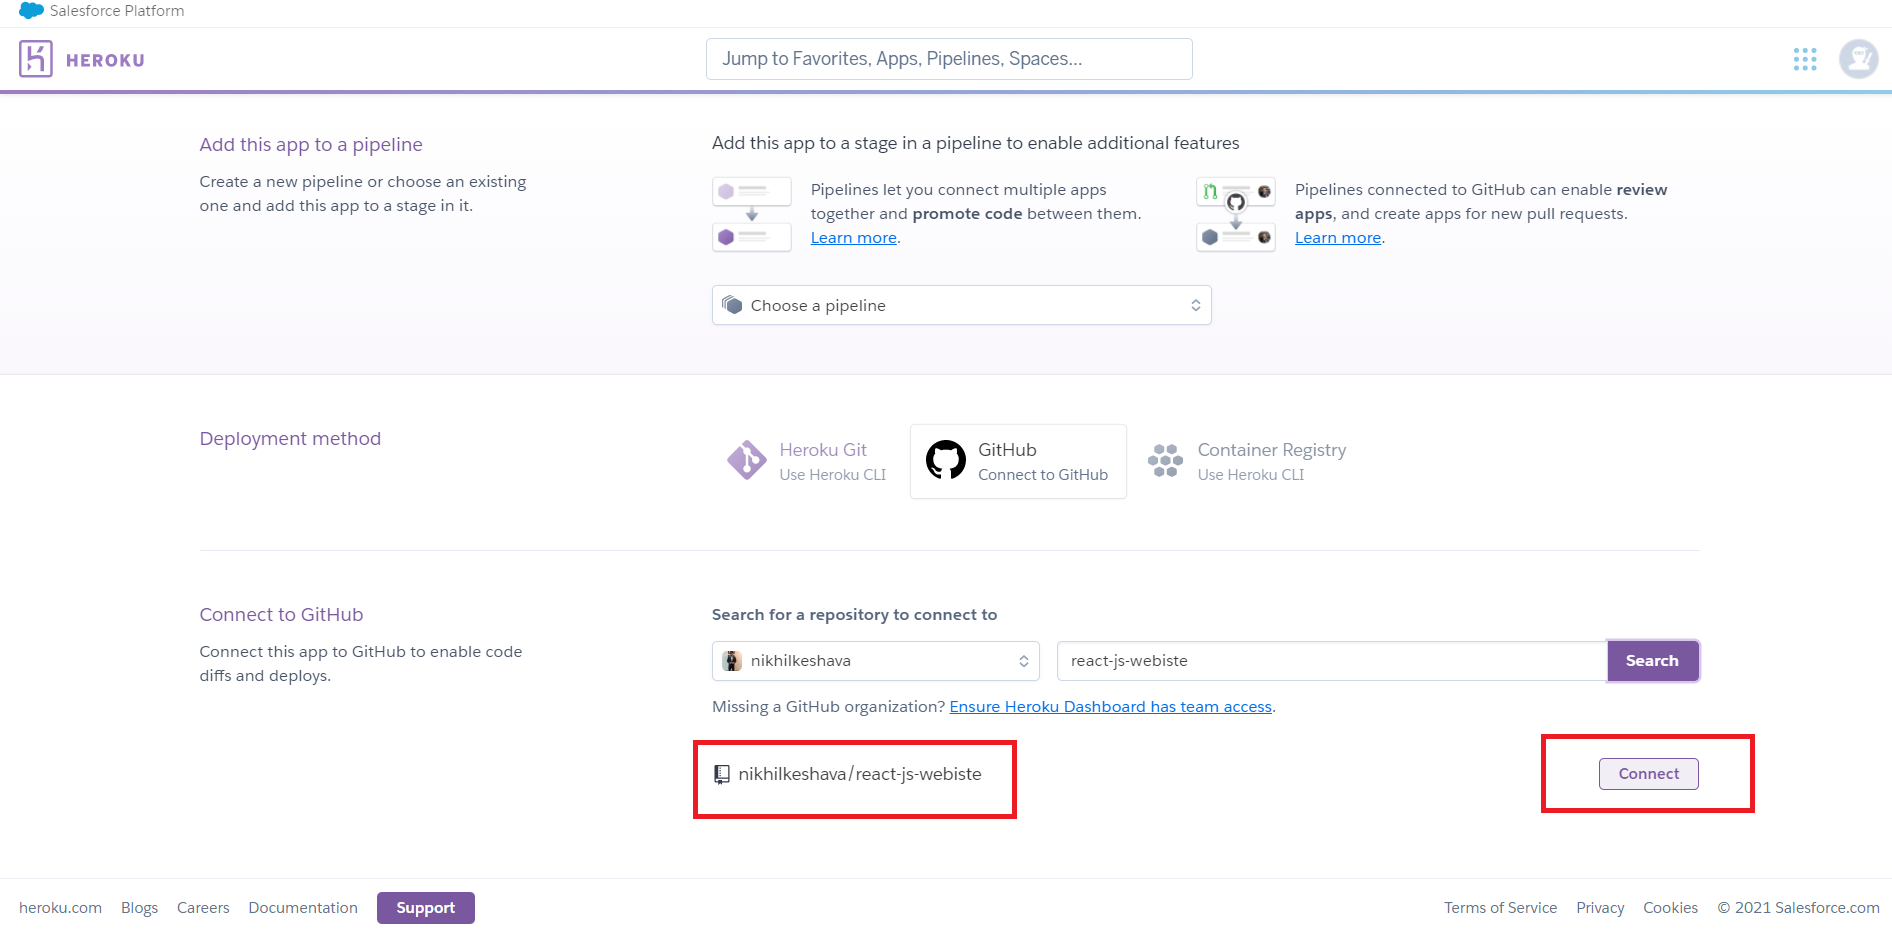 Salesforce Platform
HEROKU
Jump to Favorites, Apps, Pipelines, Spaces...
Add this app to a pipeline
Create a new pipeline or choose an existing
one and add this app to a stage in it.
Add this app to a stage in a pipeline to enable additional features
Pipelines let you connect multiple apps
together and promote code between them.
Learn more.
Pipelines connected to GitHub can enable review
apps, and create apps for new pull requests.
Learn more.
Choose a pipeline
Deployment method
Heroku Git
Use Heroku CLI
GitHub
Connect to GitHub
Container Registry
Use Heroku CLI
Connect to GitHub
Connect this app to GitHub to enable code
diffs and deploys.
Search for a repository to connect to
nikhilkeshava
react-js-webiste
Search
Missing a GitHub organization? Ensure Heroku Dashboard has team access.
nikhilkeshava/react-js-webiste
Connect
heroku.com Blogs Careers Documentation Support
Terms of Service Privacy Cookies © 2021 Salesforce.com